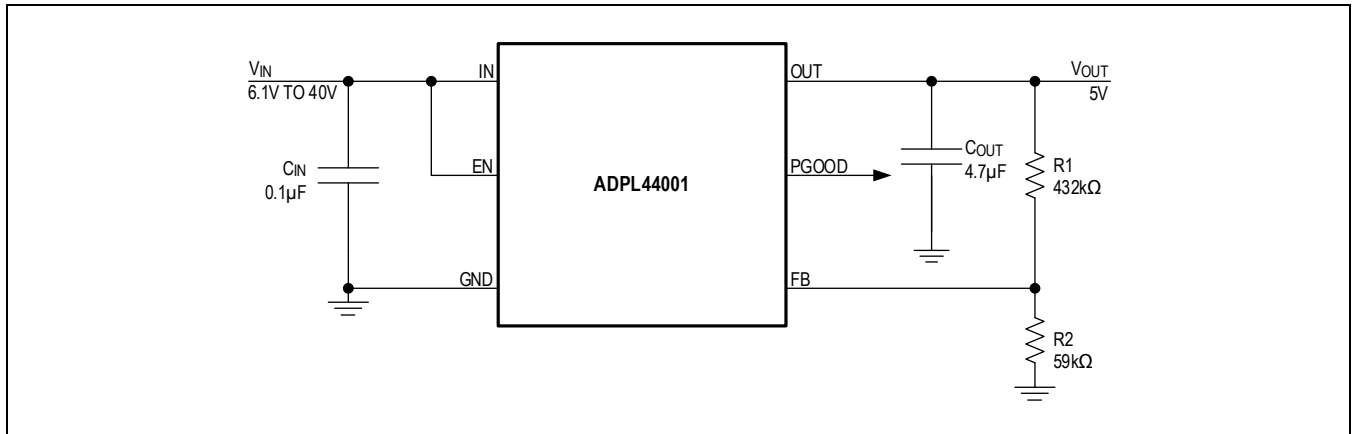 VIN
6.1V TO 40V
CIN
0.1µF
IN
EN
GND
ADPL44001
OUT
PGOOD
FB
COUT
4.7µF
VOUT
5V
R1
432kΩ
R2
59kΩ